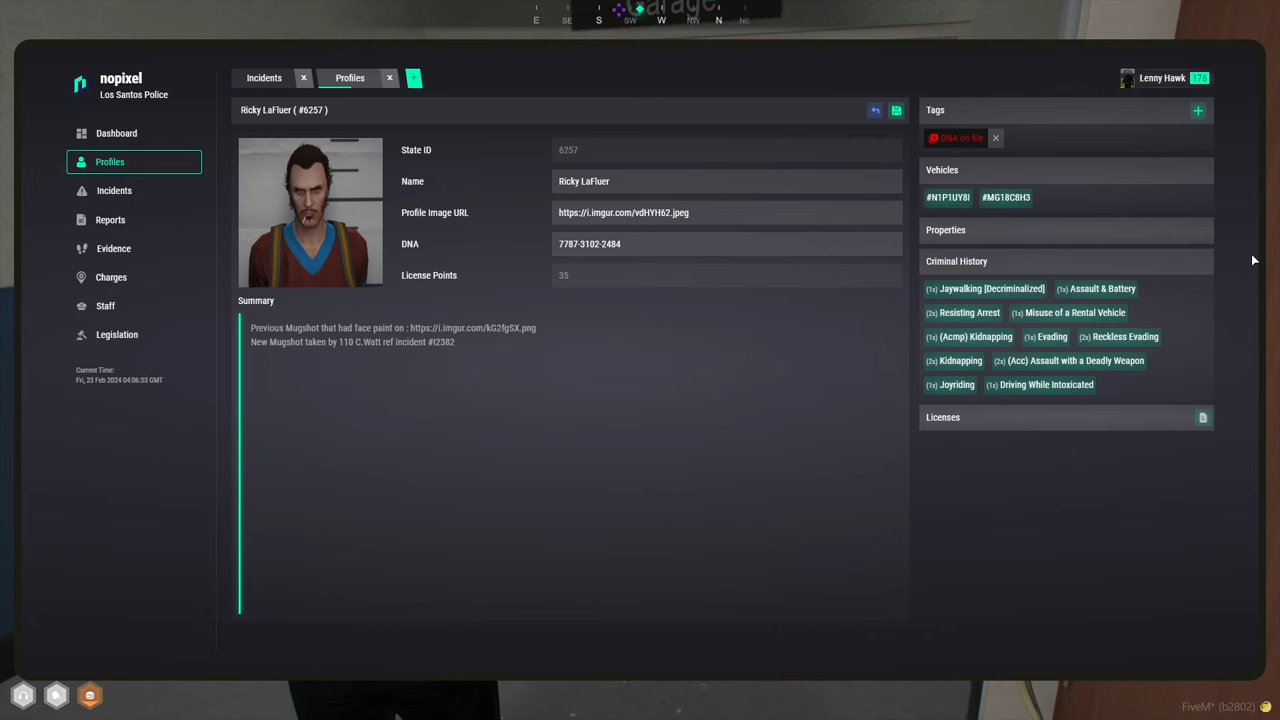 Garage
E SE S SW W NW N NE
nopixel
Los Santos Police
Dashboard
Profiles
Incidents
Reports
Evidence
Charges
Staff
Legislation
Current Time:
Fri, 23 Feb 2024 04:06:33 GMT
Incidents x Profiles x +
Ricky LaFluer ( #6257 )
State ID 6257
Name Ricky LaFluer
Profile Image URL https://i.imgur.com/vdHYH62.jpeg
DNA 7787-3102-2484
License Points 35
Summary
Previous Mugshot that had face paint on : https://i.imgur.com/kG2fgSX.png
New Mugshot taken by 110 C.Watt ref incident #I2382
Lenny Hawk 176
Tags +
DNA on file x
Vehicles
#N1P1UY8I #MG18C8H3
Properties
Criminal History
(1x) Jaywalking [Decriminalized] (1x) Assault & Battery
(2x) Resisting Arrest (1x) Misuse of a Rental Vehicle
(1x) (Acmp) Kidnapping (1x) Evading (2x) Reckless Evading
(2x) Kidnapping (2x) (Acc) Assault with a Deadly Weapon
(1x) Joyriding (1x) Driving While Intoxicated
Licenses
FiveM* (b2802)